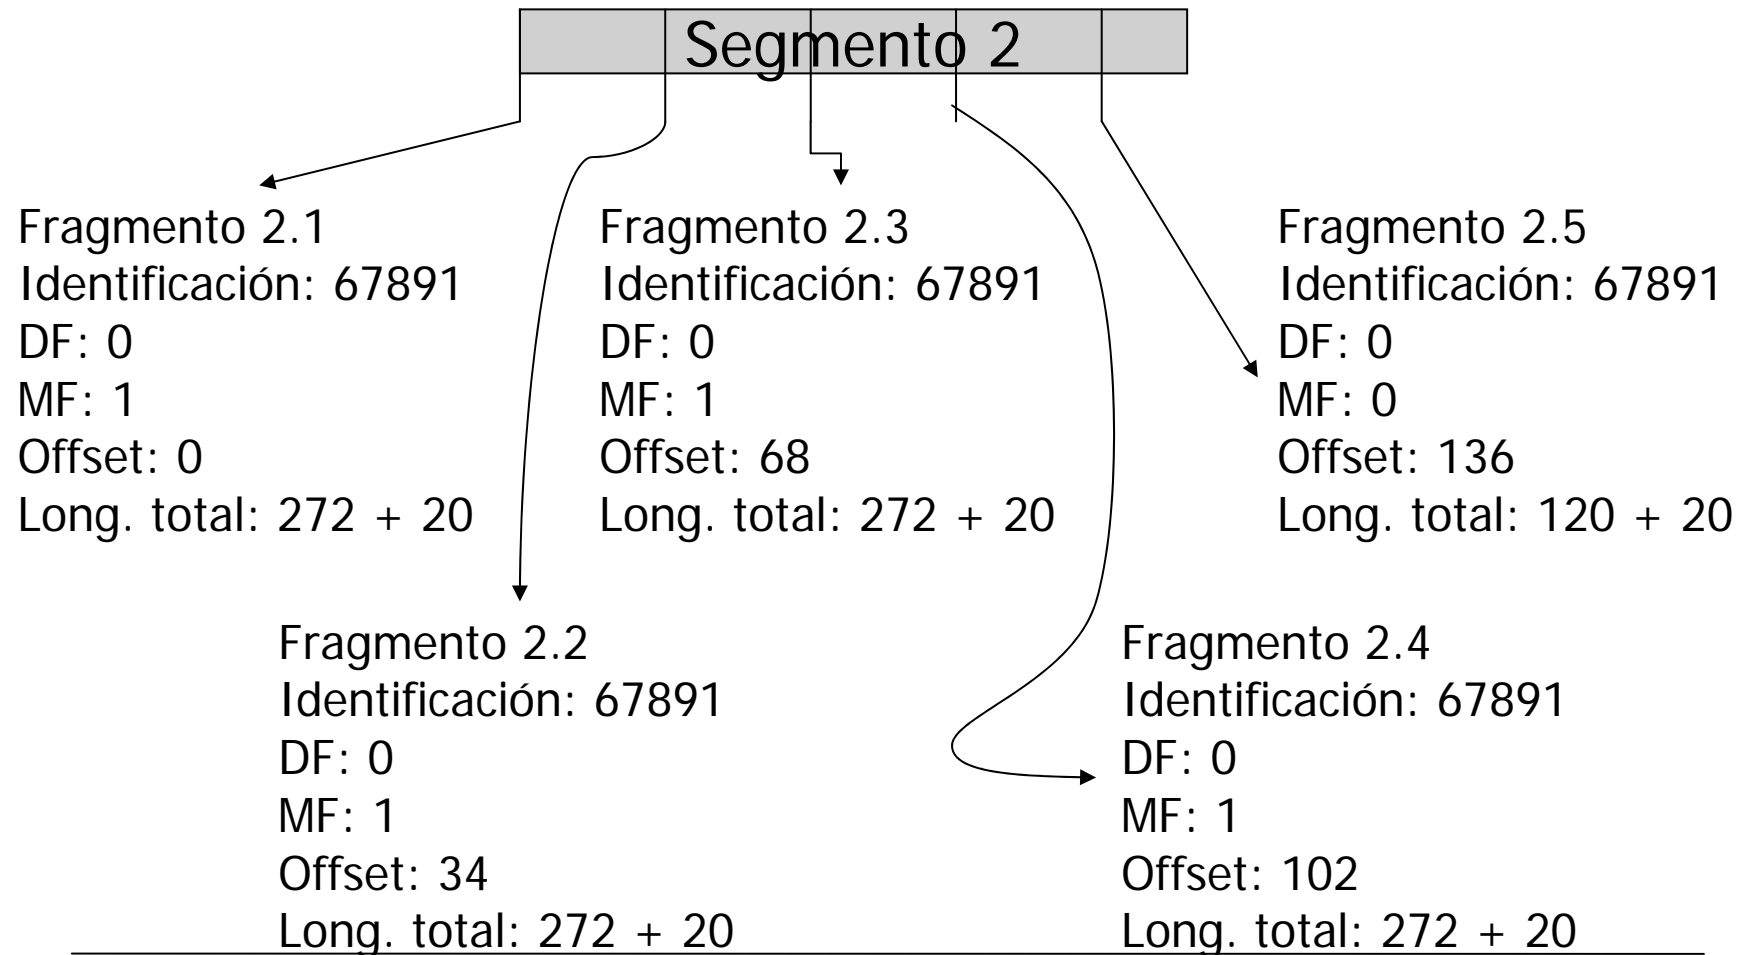 Segmento 2
Fragmento 2.1
Identificación: 67891
DF: 0
MF: 1
Offset: 0
Long. total: 272 + 20
Fragmento 2.3
Identificación: 67891
DF: 0
MF: 1
Offset: 68
Long. total: 272 + 20
Fragmento 2.5
Identificación: 67891
DF: 0
MF: 0
Offset: 136
Long. total: 120 + 20
Fragmento 2.2
Identificación: 67891
DF: 0
MF: 1
Offset: 34
Long. total: 272 + 20
Fragmento 2.4
Identificación: 67891
DF: 0
MF: 1
Offset: 102
Long. total: 272 + 20